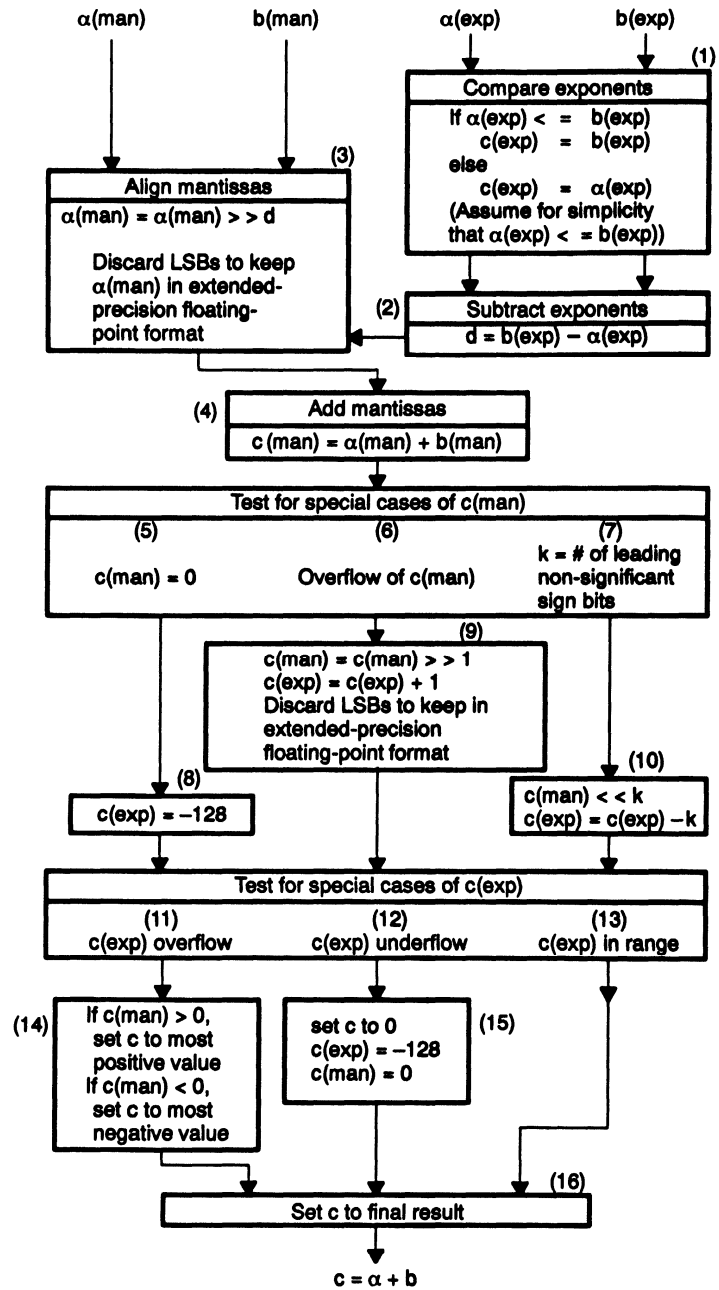 α(man)
b(man)
α(exp)
b(exp)
(1)
Compare exponents
If α(exp) < = b(exp)
c(exp) = b(exp)
else
c(exp) = α(exp)
(Assume for simplicity
that α(exp) < = b(exp))
(3)
Align mantissas
α(man) = α(man) > > d
Discard LSBs to keep
α(man) in extended-
precision floating-
point format
(2)
Subtract exponents
d = b(exp) – α(exp)
(4)
Add mantissas
c (man) = α(man) + b(man)
Test for special cases of c(man)
(5)
(6)
(7)
c(man) = 0
Overflow of c(man)
k = # of leading
non-significant
sign bits
(9)
c(man) = c(man) > > 1
c(exp) = c(exp) + 1
Discard LSBs to keep in
extended-precision
floating-point format
(8)
c(exp) = –128
(10)
c(man) < < k
c(exp) = c(exp) –k
Test for special cases of c(exp)
(11)
(12)
(13)
c(exp) overflow
c(exp) underflow
c(exp) in range
(14)
If c(man) > 0,
set c to most
positive value
If c(man) < 0,
set c to most
negative value
(15)
set c to 0
c(exp) = –128
c(man) = 0
(16)
Set c to final result
c = α + b